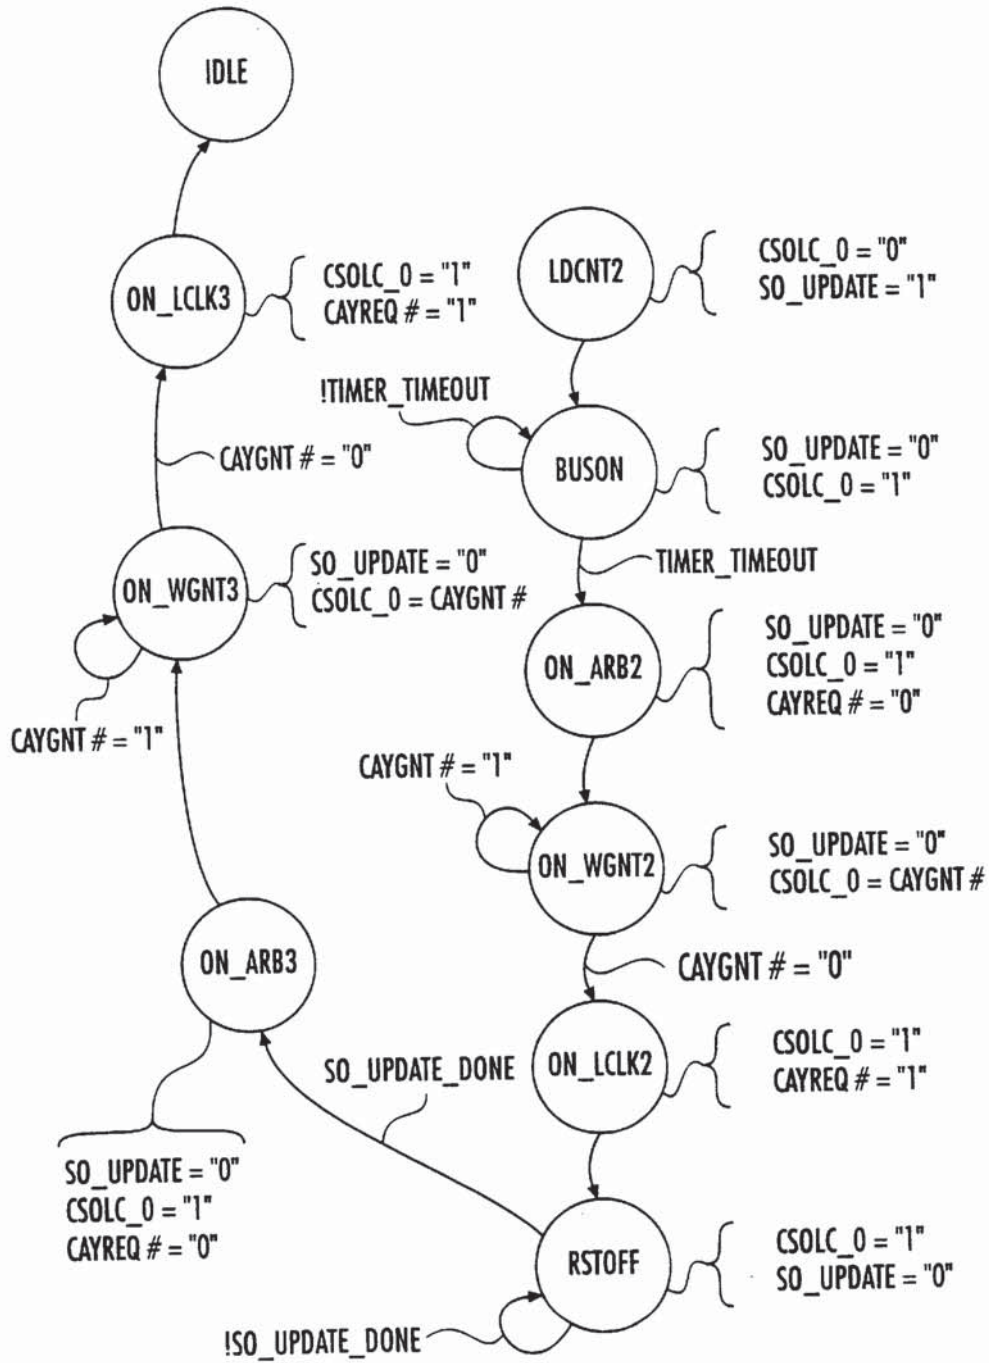 IDLE
ON_LCLK3
CSOLC_0 = "1"
CAYREQ # = "1"
LDCNT2
CSOLC_0 = "0"
SO_UPDATE = "1"
!TIMER_TIMEOUT
CAYGNT # = "0"
BUSON
SO_UPDATE = "0"
CSOLC_0 = "1"
TIMER_TIMEOUT
ON_WGNT3
SO_UPDATE = "0"
CSOLC_0 = CAYGNT #
CAYGNT # = "1"
ON_ARB2
SO_UPDATE = "0"
CSOLC_0 = "1"
CAYREQ # = "0"
CAYGNT # = "1"
ON_WGNT2
SO_UPDATE = "0"
CSOLC_0 = CAYGNT #
CAYGNT # = "0"
ON_ARB3
SO_UPDATE = "0"
CSOLC_0 = "1"
CAYREQ # = "0"
SO_UPDATE_DONE
ON_LCLK2
CSOLC_0 = "1"
CAYREQ # = "1"
RSTOFF
CSOLC_0 = "1"
SO_UPDATE = "0"
!SO_UPDATE_DONE